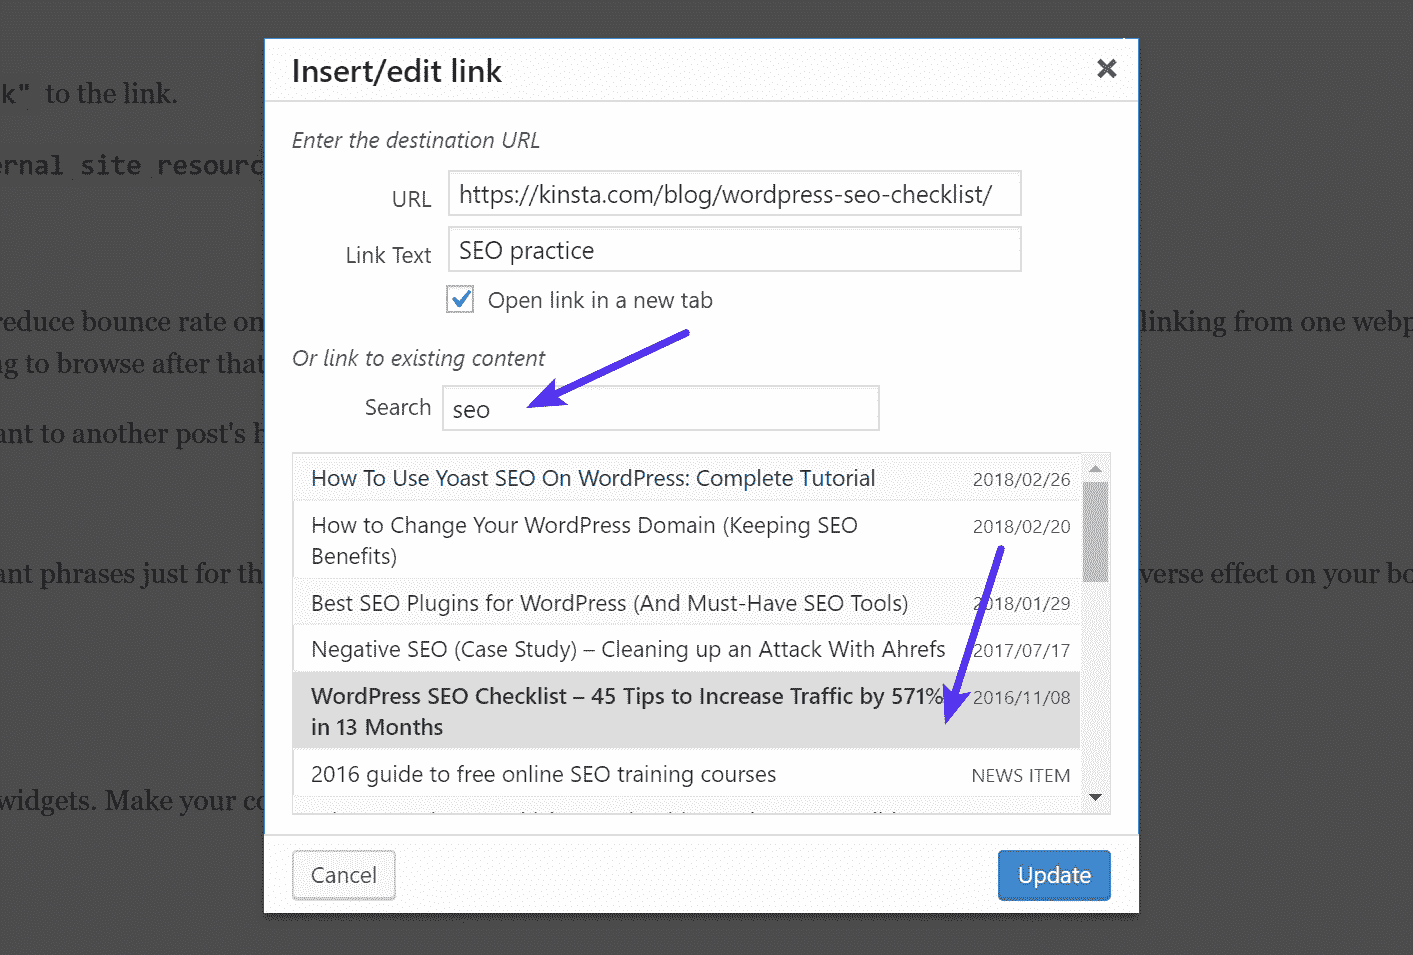 Insert/edit link
k" to the link.
Enter the destination URL
ernal site resourc
URL https://kinsta.com/blog/wordpress-seo-checklist/
Link Text SEO practice
Open link in a new tab
reduce bounce rate on
linking from one webp
Or link to existing content
g to browse after that
Search seo
ant to another post's h
How To Use Yoast SEO On WordPress: Complete Tutorial 2018/02/26
How to Change Your WordPress Domain (Keeping SEO 2018/02/20
Benefits)
ant phrases just for th
verse effect on your bo
Best SEO Plugins for WordPress (And Must-Have SEO Tools) 2018/01/29
Negative SEO (Case Study) – Cleaning up an Attack With Ahrefs 2017/07/17
WordPress SEO Checklist – 45 Tips to Increase Traffic by 571% 2016/11/08
in 13 Months
2016 guide to free online SEO training courses NEWS ITEM
widgets. Make your co
Cancel Update